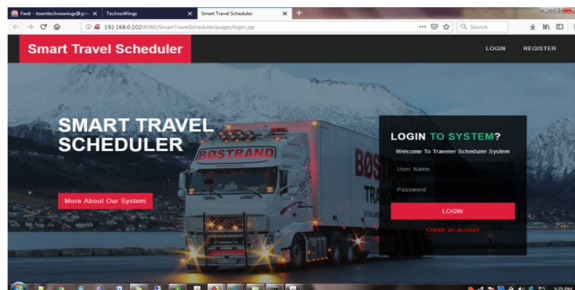 TechnoWings
Smart Travel Scheduler
192.168.0.102:8080/SmartTravelScheduler/pages/login.jsp
Search
Smart Travel Scheduler
LOGIN
REGISTER
SMART TRAVEL
SCHEDULER
More About Our System
BØSTRAND
LOGIN TO SYSTEM?
Welcome To Traveler Scheduler System
User Name
Password
LOGIN
Create an account